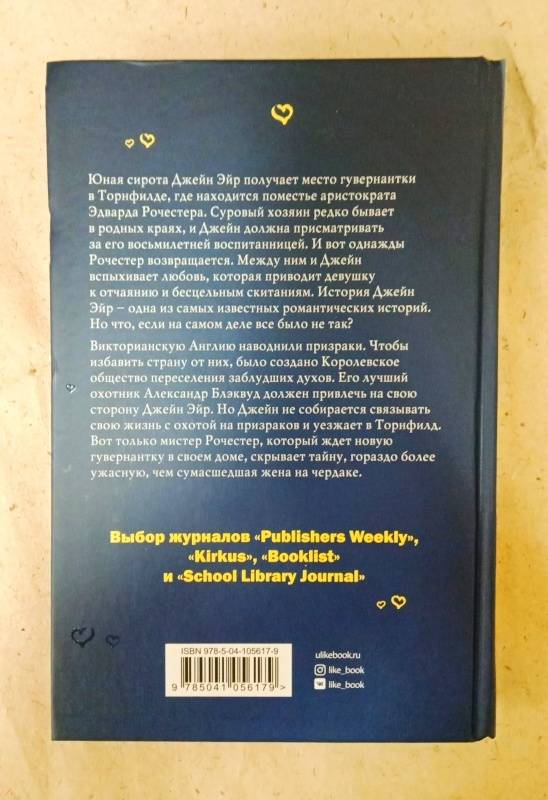 Юная сирота Джейн Эйр получает место гувернантки
в Торнфилде, где находится поместье аристократа
Эдварда Рочестера. Суровый хозяин редко бывает
в родных краях, и Джейн должна присматривать
за его восьмилетней воспитанницей. И вот однажды
Рочестер возвращается. Между ним и Джейн
вспыхивает любовь, которая приводит девушку
к отчаянию и бесцельным скитаниям. История Джейн
Эйр – одна из самых известных романтических историй.
Но что, если на самом деле все было не так?
Викторианскую Англию наводнили призраки. Чтобы
избавить страну от них, было создано Королевское
общество переселения заблудших духов. Его лучший
охотник Александр Блэквуд должен привлечь на свою
сторону Джейн Эйр. Но Джейн не собирается связывать
свою жизнь с охотой на призраков и уезжает в Торнфилд.
Вот только мистер Рочестер, который ждет новую
гувернантку в своем доме, скрывает тайну, гораздо более
ужасную, чем сумасшедшая жена на чердаке.
Выбор журналов «Publishers Weekly»,
«Kirkus», «Booklist»
и «School Library Journal»
ISBN 978-5-04-105617-9
9 785041 056179 >
ulikebook.ru
like_book
like_book